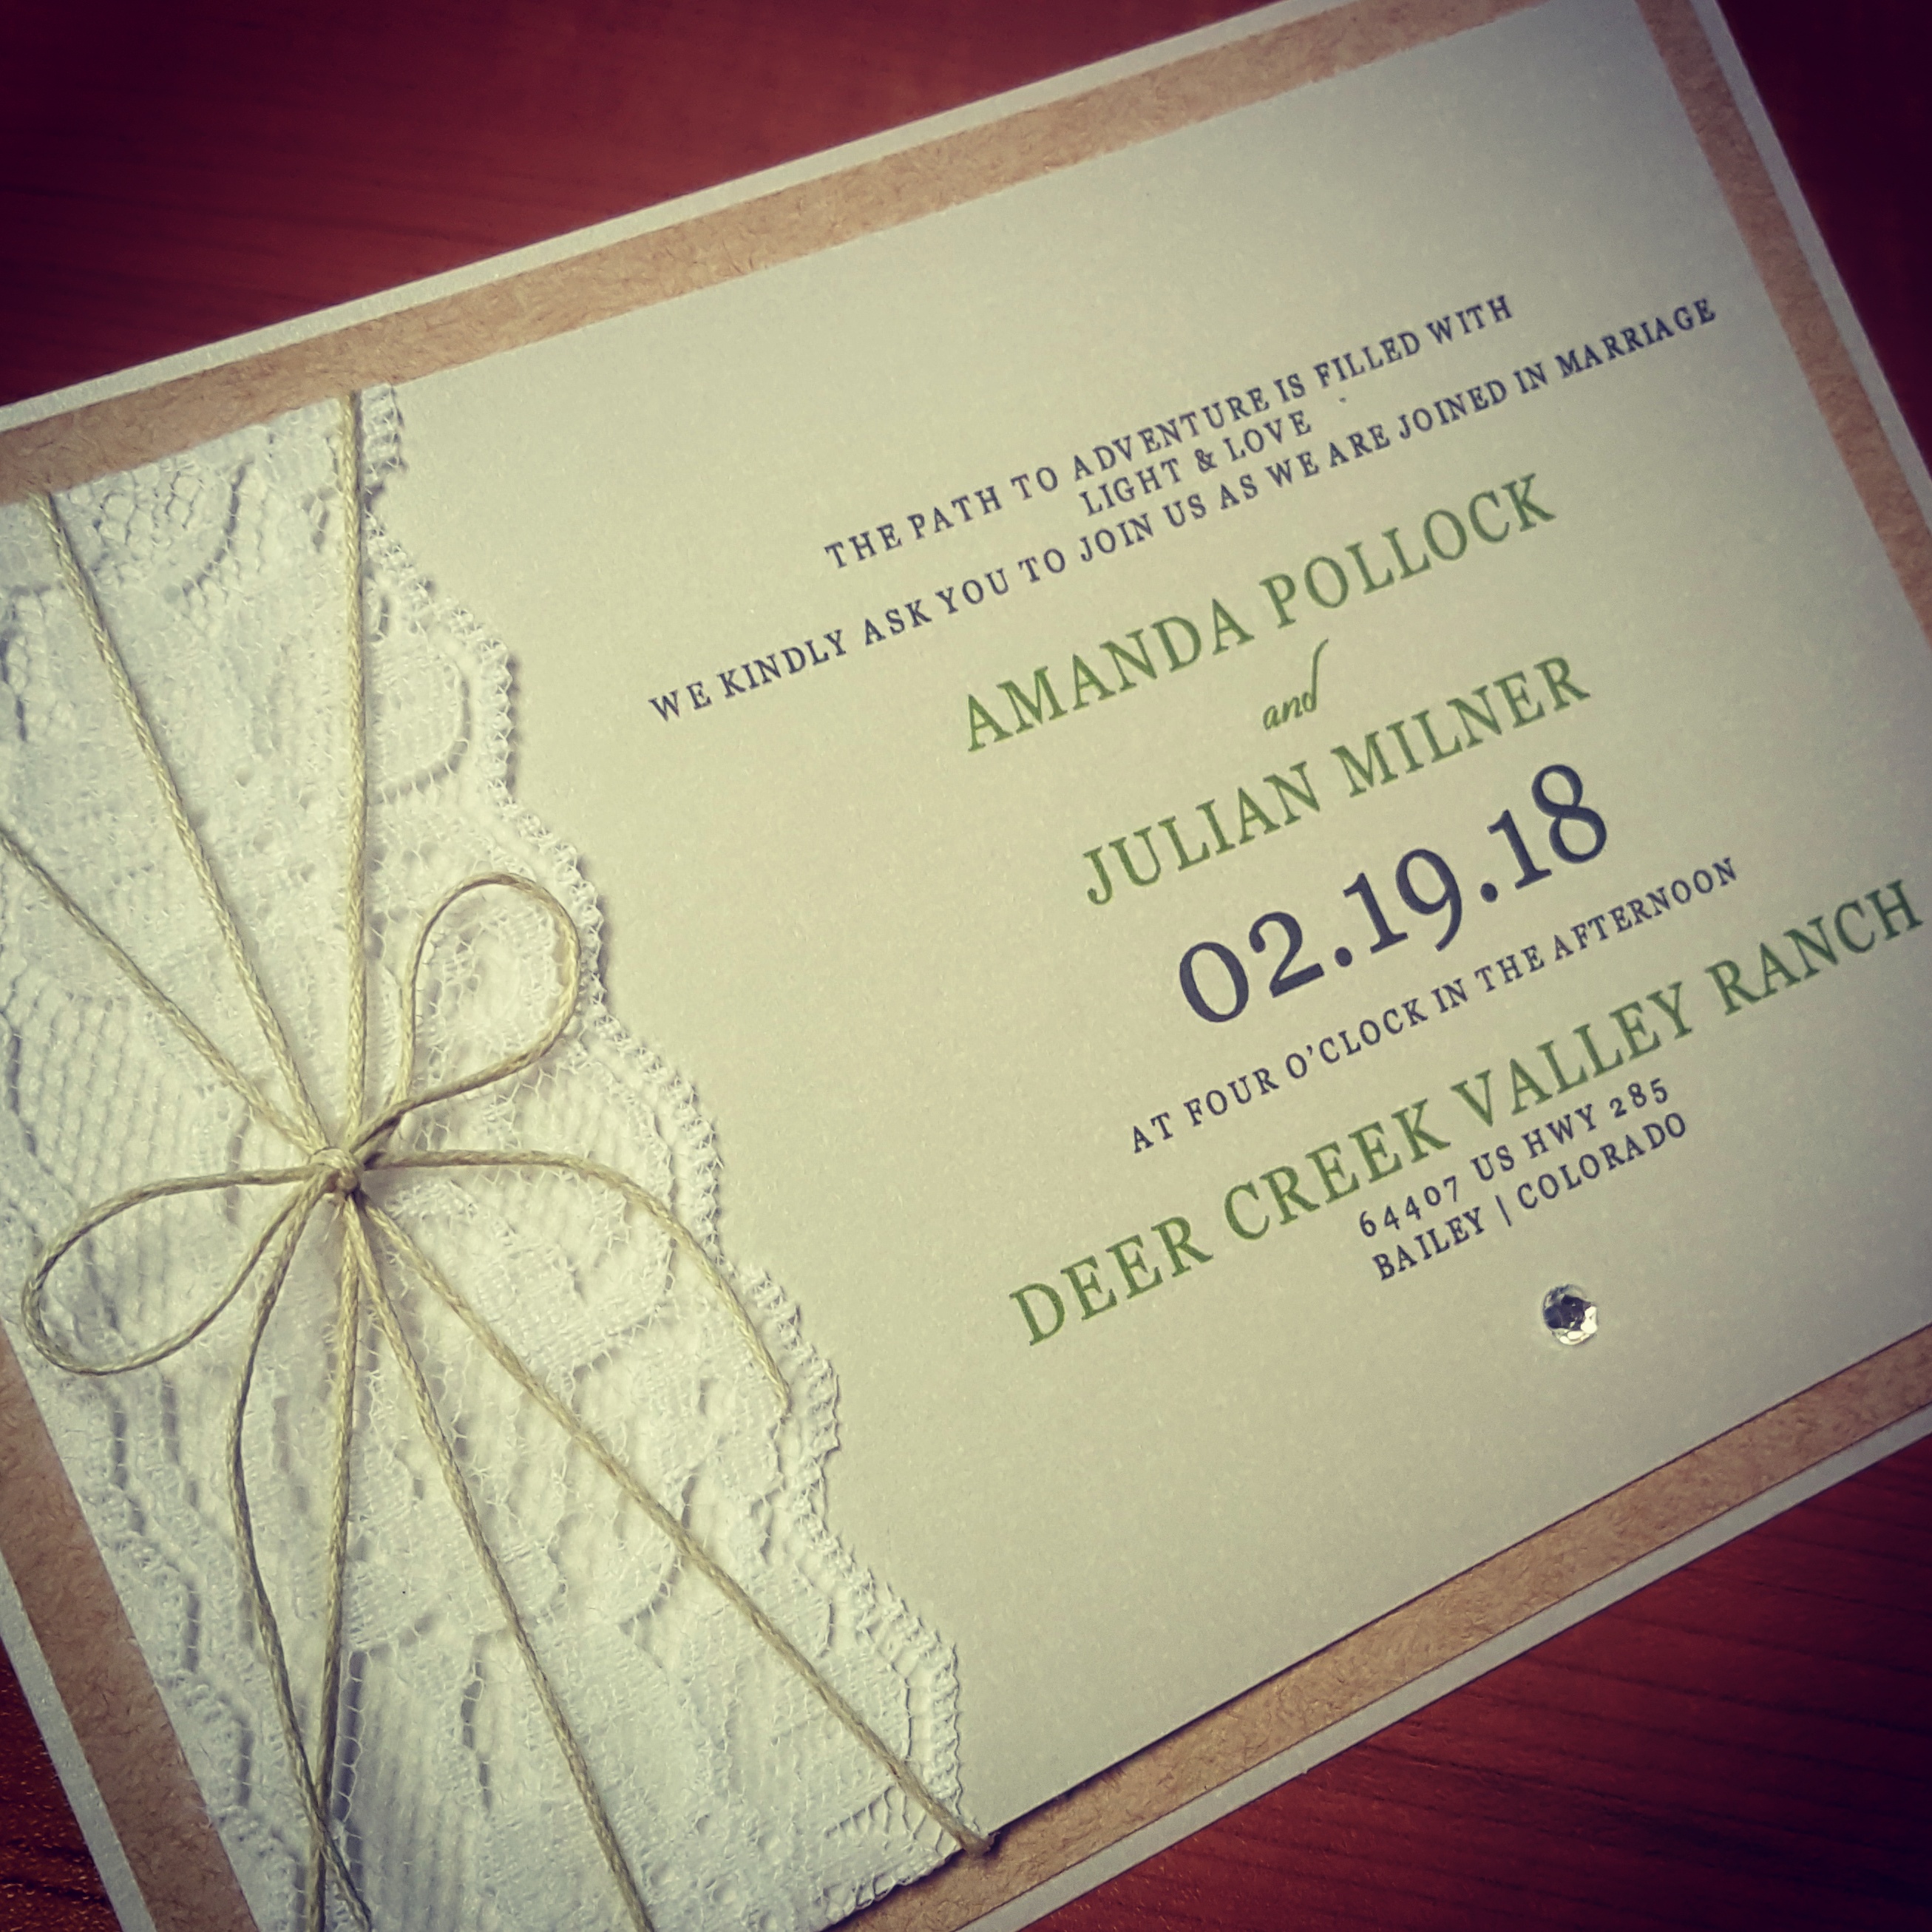 THE PATH TO ADVENTURE IS FILLED WITH
LIGHT & LOVE
WE KINDLY ASK YOU TO JOIN US AS WE ARE JOINED IN MARRIAGE
AMANDA POLLOCK
and
JULIAN MILNER
02.19.18
AT FOUR O'CLOCK IN THE AFTERNOON
DEER CREEK VALLEY RANCH
64407 US HWY 285
BAILEY | COLORADO